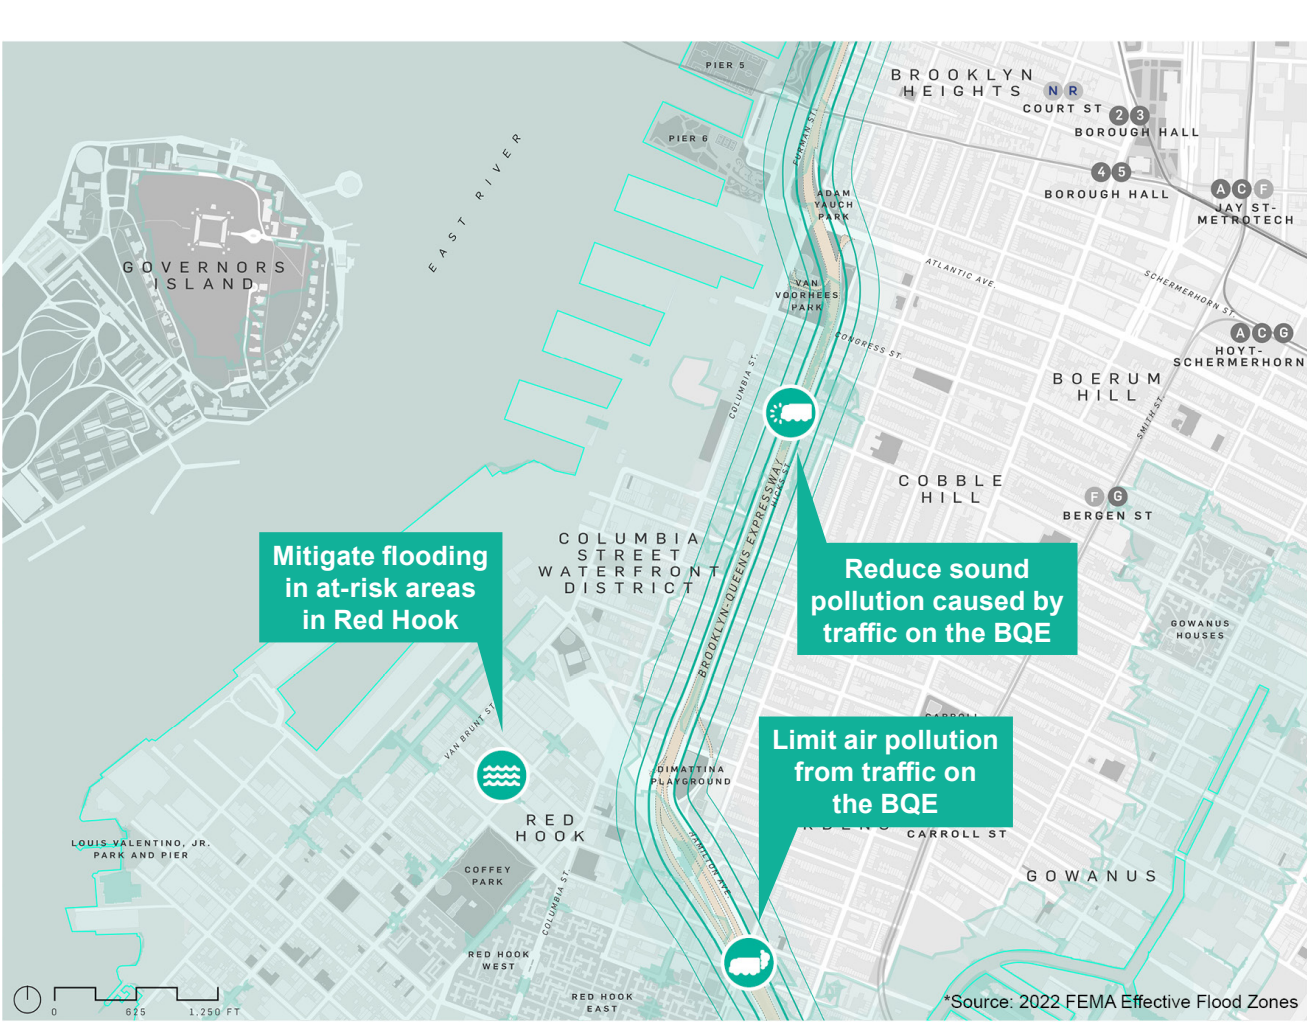 PIER 5
BROOKLYN
HEIGHTS
N R
COURT ST
2 3
BOROUGH HALL
PIER 6
FURMAN ST.
EAST RIVER
4 5
BOROUGH HALL
A C F
JAY ST-
METROTECH
ADAM
YAUCH
PARK
GOVERNORS
ISLAND
ATLANTIC AVE.
SCHERMERHORN ST.
VAN
VOORHEES
PARK
A C G
HOYT-
SCHERMERHORN
CONGRESS ST.
COLUMBIA ST.
BOERUM
HILL
SMITH ST.
COBBLE
HILL
F G
BERGEN ST
HICKS ST.
BROOKLYN-QUEENS EXPRESSWAY
COLUMBIA
STREET
WATERFRONT
DISTRICT
Mitigate flooding
in at-risk areas
in Red Hook
Reduce sound
pollution caused by
traffic on the BQE
GOWANUS
HOUSES
VAN BRUNT ST.
CARROLL
Limit air pollution
from traffic on
the BQE
DIMATTINA
PLAYGROUND
RED
HOOK
CARROLL ST
LOUIS VALENTINO, JR.
PARK AND PIER
HAMILTON AVE.
COFFEY
PARK
GOWANUS
COLUMBIA ST.
RED HOOK
WEST
RED HOOK
EAST
0 625 1,250 FT
*Source: 2022 FEMA Effective Flood Zones